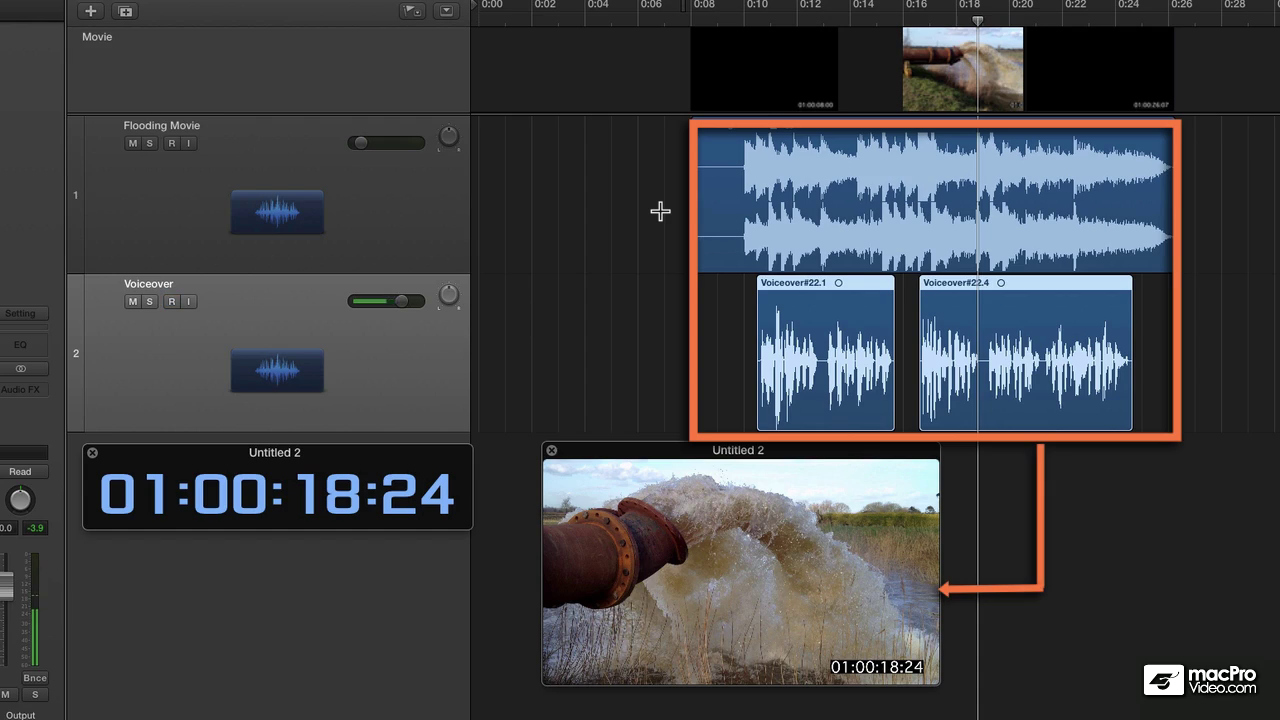 0:00 0:02 0:04 0:06 0:08 0:10 0:12 0:14 0:16 0:18 0:20 0:22 0:24 0:26 0:28
Movie
01:00:08:00
01:00:26:07
Flooding Movie
M S R I
L R
1
Voiceover
M S R I
L R
2
Voiceover#22.1
Voiceover#22.4
Setting
EQ
Audio FX
Read
0.0 -3.9
Bnce
M S
Output
Untitled 2
01:00:18:24
Untitled 2
01:00:18:24
macPro
Video.com